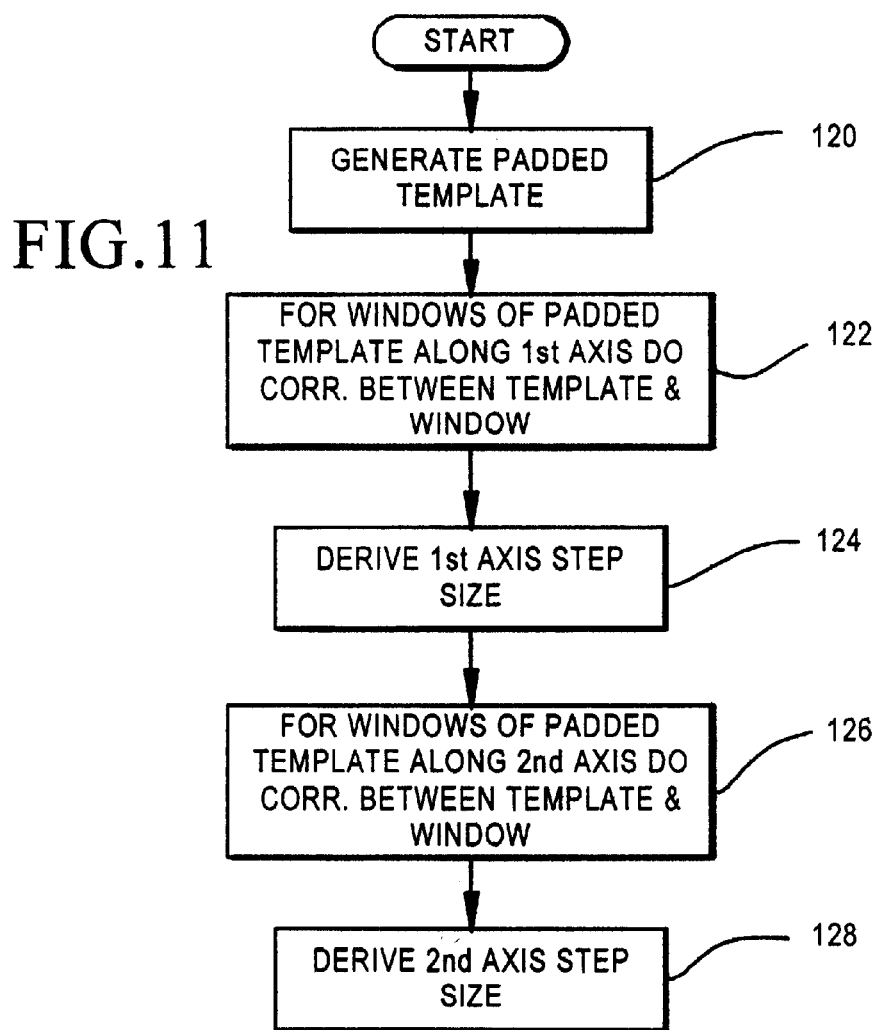 START
GENERATE PADDED
TEMPLATE
120
FIG.11
FOR WINDOWS OF PADDED
TEMPLATE ALONG 1st AXIS DO
CORR. BETWEEN TEMPLATE &
WINDOW
122
DERIVE 1st AXIS STEP
SIZE
124
FOR WINDOWS OF PADDED
TEMPLATE ALONG 2nd AXIS DO
CORR. BETWEEN TEMPLATE &
WINDOW
126
DERIVE 2nd AXIS STEP
SIZE
128